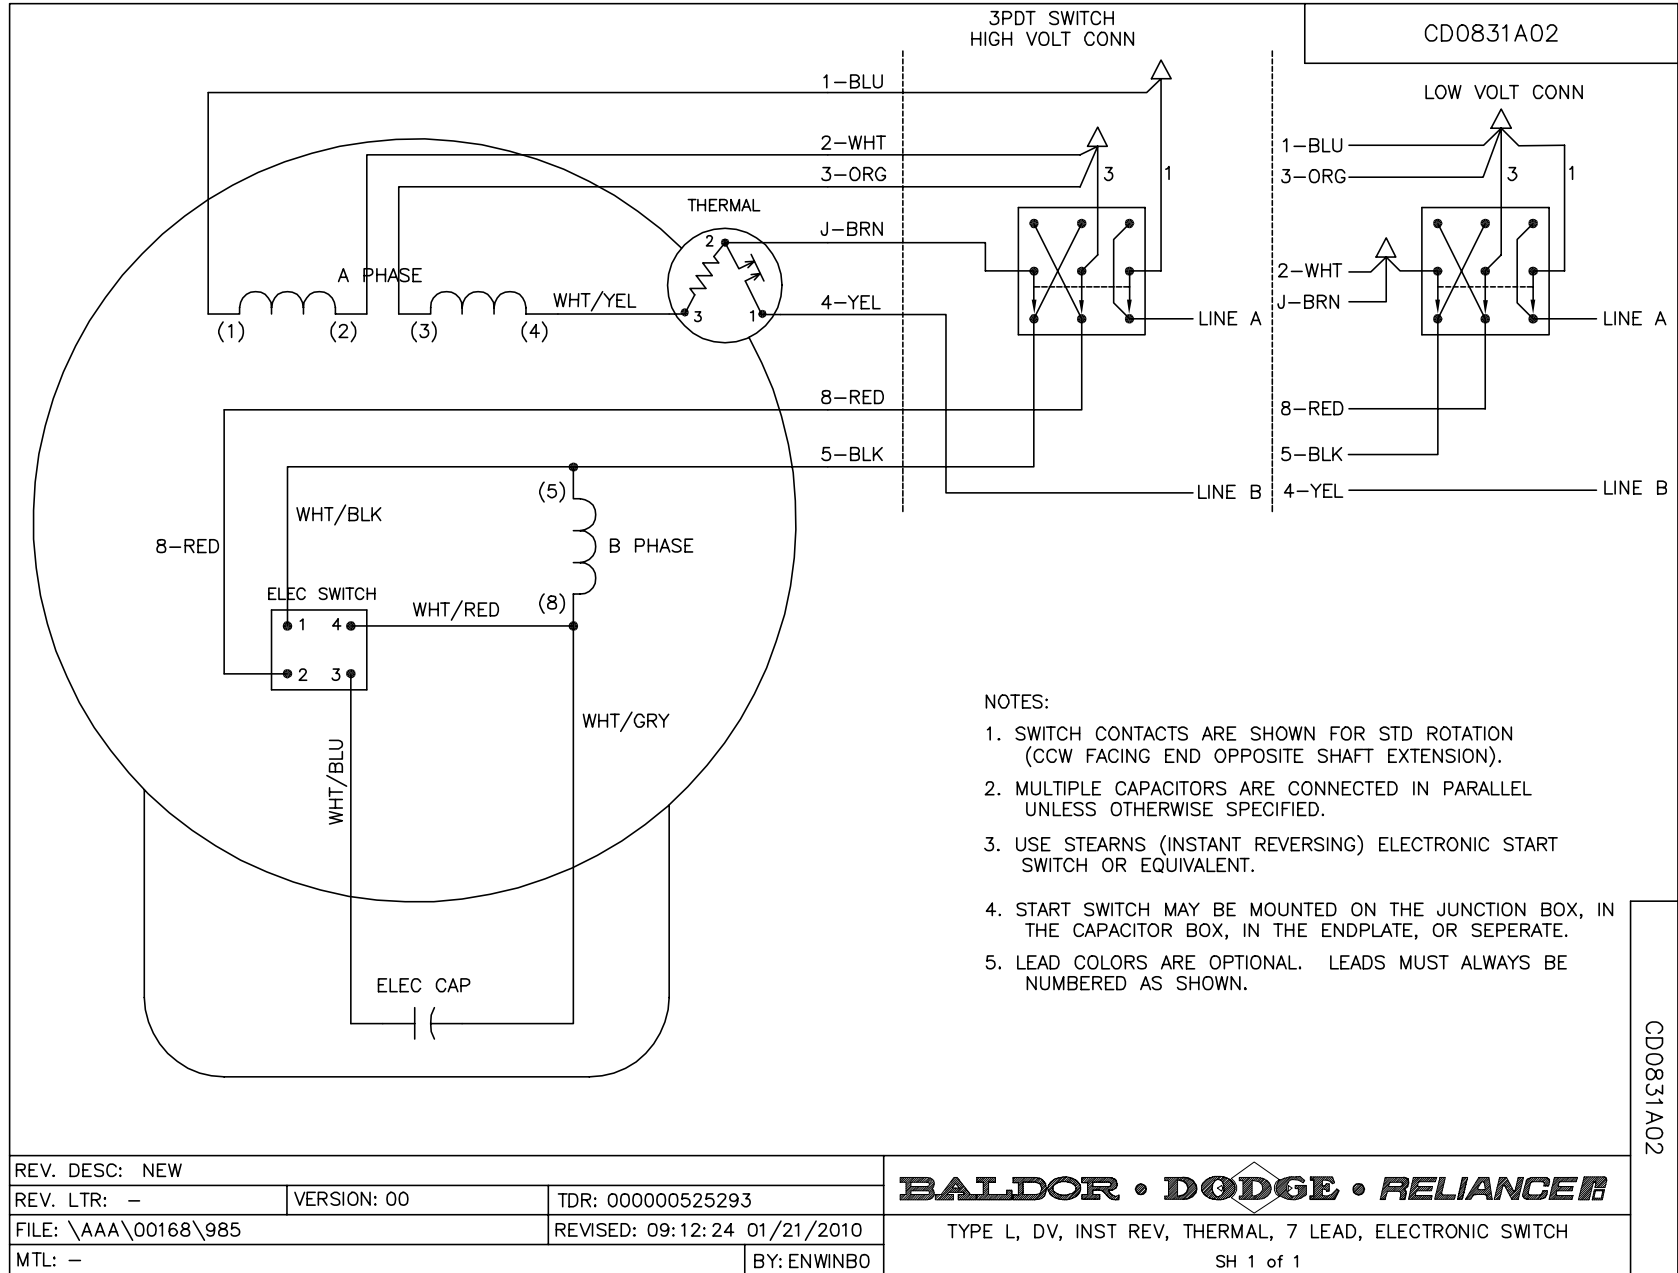 3PDT SWITCH
HIGH VOLT CONN
CD0831A02
LOW VOLT CONN
1-BLU
2-WHT
3-ORG
3
1
THERMAL
J-BRN
2
3
1
A PHASE
WHT/YEL
4-YEL
(1)
(2)
(3)
(4)
LINE A
8-RED
5-BLK
LINE B
1-BLU
3-ORG
3
1
2-WHT
J-BRN
LINE A
8-RED
5-BLK
4-YEL
LINE B
(5)
WHT/BLK
8-RED
B PHASE
ELEC SWITCH
(8)
WHT/RED
1 4
2 3
WHT/GRY
WHT/BLU
ELEC CAP
NOTES:
1. SWITCH CONTACTS ARE SHOWN FOR STD ROTATION
(CCW FACING END OPPOSITE SHAFT EXTENSION).
2. MULTIPLE CAPACITORS ARE CONNECTED IN PARALLEL
UNLESS OTHERWISE SPECIFIED.
3. USE STEARNS (INSTANT REVERSING) ELECTRONIC START
SWITCH OR EQUIVALENT.
4. START SWITCH MAY BE MOUNTED ON THE JUNCTION BOX, IN
THE CAPACITOR BOX, IN THE ENDPLATE, OR SEPERATE.
5. LEAD COLORS ARE OPTIONAL. LEADS MUST ALWAYS BE
NUMBERED AS SHOWN.
CD0831A02
REV. DESC: NEW
REV. LTR: -
VERSION: 00
TDR: 000000525293
FILE: \AAA\00168\985
REVISED: 09:12:24 01/21/2010
MTL: -
BY: ENWINBO
BALDOR • DODGE • RELIANCE
TYPE L, DV, INST REV, THERMAL, 7 LEAD, ELECTRONIC SWITCH
SH 1 of 1